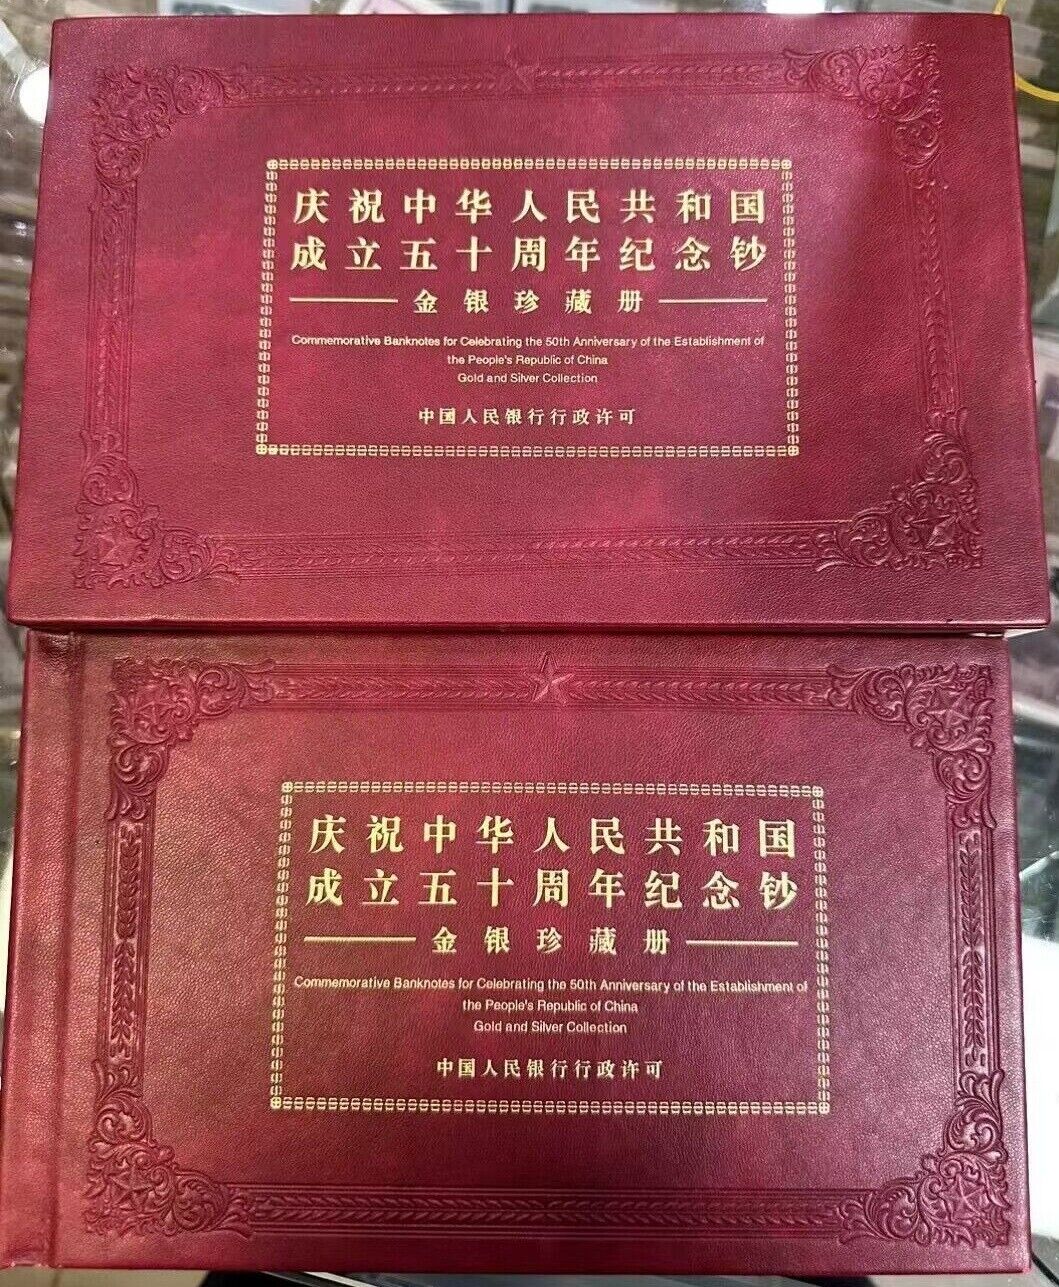 庆祝中华人民共和国
成立五十周年纪念钞
金银珍藏册
Commemorative Banknotes for Celebrating the 50th Anniversary of the Establishment of
the People's Republic of China
Gold and Silver Collection
中国人民银行行政许可
庆祝中华人民共和国
成立五十周年纪念钞
金银珍藏册
Commemorative Banknotes for Celebrating the 50th Anniversary of the Establishment of
the People's Republic of China
Gold and Silver Collection
中国人民银行行政许可